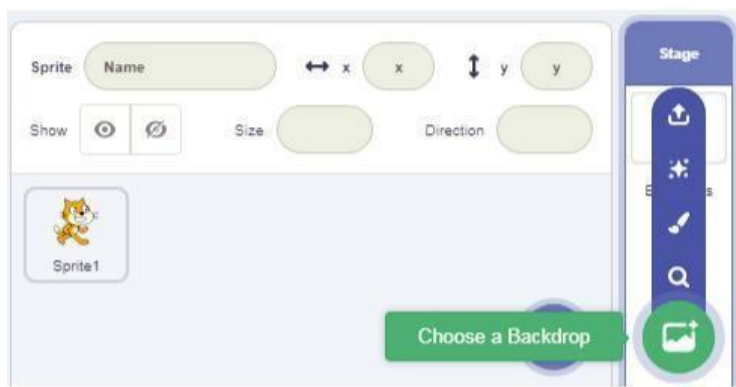 Sprite Name x x y y
Stage
Show Size Direction
Sprite1
Choose a Backdrop